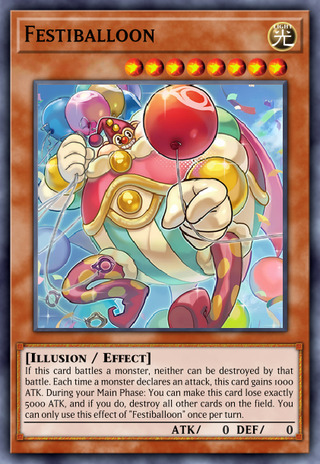 FESTIBALLOON
LIGHT
光
[ILLUSION / EFFECT]
If this card battles a monster, neither can be destroyed by that
battle. Each time a monster declares an attack, this card gains 1000
ATK. During your Main Phase: You can make this card lose exactly
5000 ATK, and if you do, destroy all other cards on the field. You can
only use this effect of "Festiballoon" once per turn.
ATK/ 0 DEF/ 0